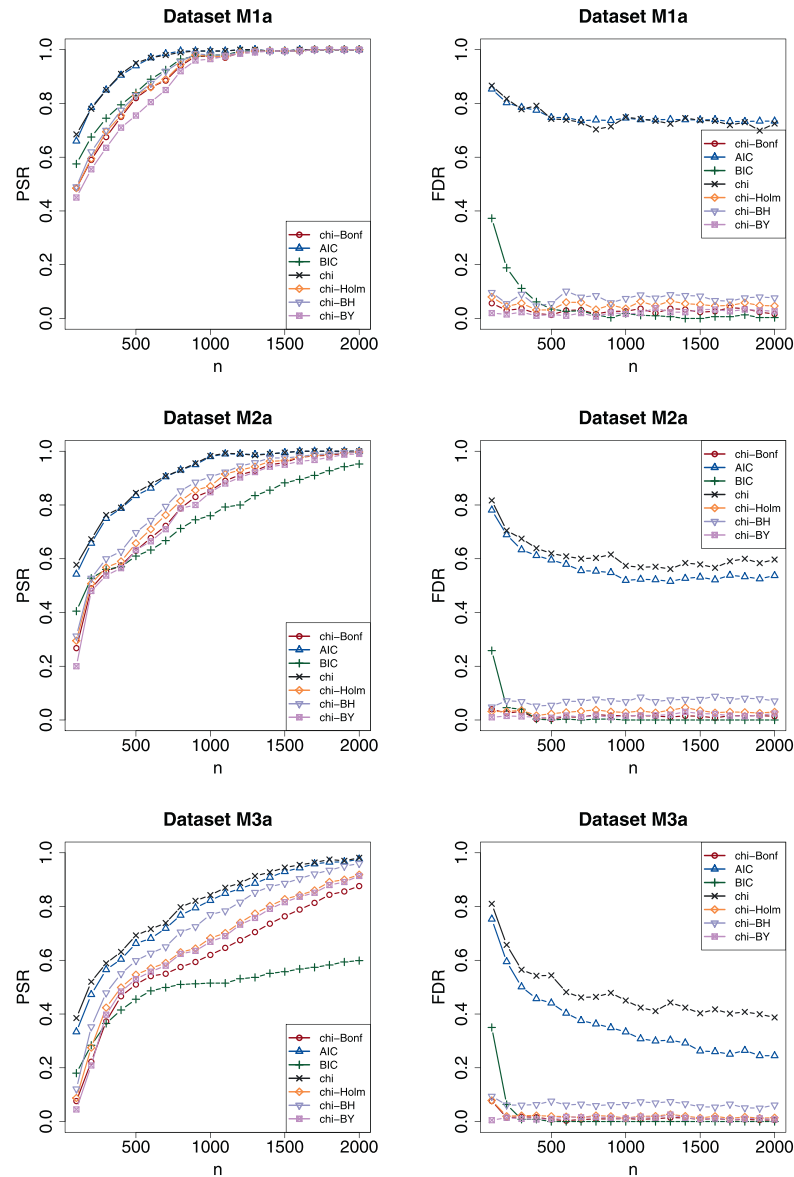 Dataset M1a
PSR
1.0
0.8
0.6
0.4
0.2
0.0
chi−Bonf
AIC
BIC
chi
chi−Holm
chi−BH
chi−BY
500 1000 1500 2000
n
Dataset M1a
FDR
1.0
0.8
0.6
0.4
0.2
0.0
chi−Bonf
AIC
BIC
chi
chi−Holm
chi−BH
chi−BY
500 1000 1500 2000
n
Dataset M2a
PSR
1.0
0.8
0.6
0.4
0.2
0.0
chi−Bonf
AIC
BIC
chi
chi−Holm
chi−BH
chi−BY
500 1000 1500 2000
n
Dataset M2a
FDR
1.0
0.8
0.6
0.4
0.2
0.0
chi−Bonf
AIC
BIC
chi
chi−Holm
chi−BH
chi−BY
500 1000 1500 2000
n
Dataset M3a
PSR
1.0
0.8
0.6
0.4
0.2
0.0
chi−Bonf
AIC
BIC
chi
chi−Holm
chi−BH
chi−BY
500 1000 1500 2000
n
Dataset M3a
FDR
1.0
0.8
0.6
0.4
0.2
0.0
chi−Bonf
AIC
BIC
chi
chi−Holm
chi−BH
chi−BY
500 1000 1500 2000
n